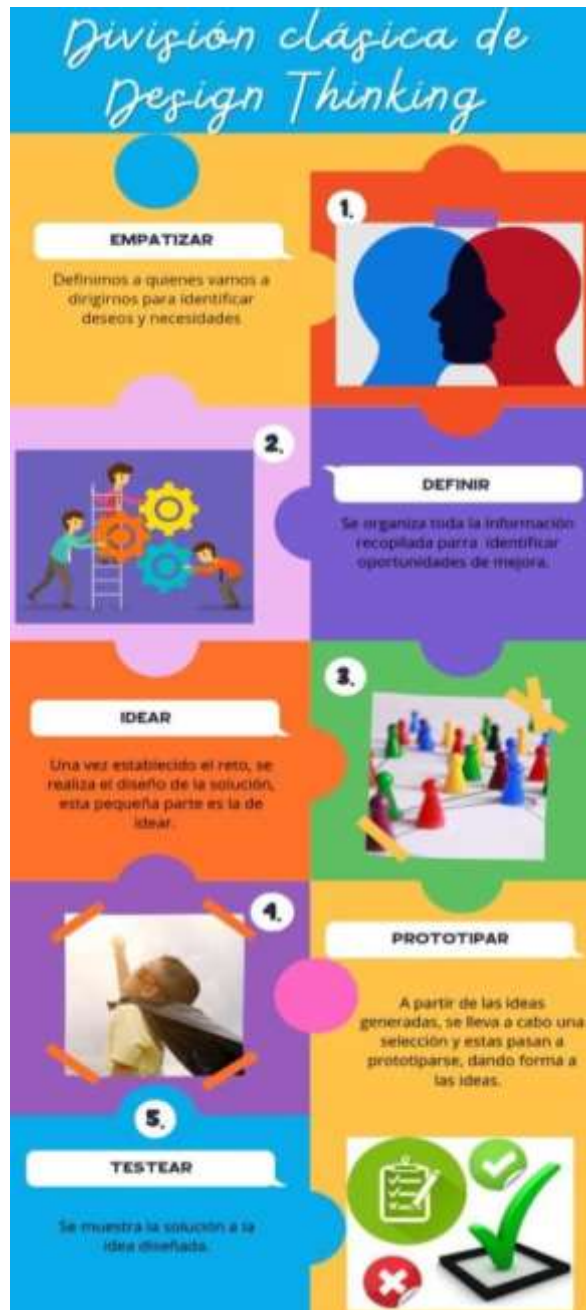 División clásica de
Design Thinking
1.
EMPATIZAR
Definimos a quienes vamos a
dirigirnos para identificar
deseos y necesidades
2.
DEFINIR
Se organiza toda la información
recopilada parra identificar
oportunidades de mejora.
3.
IDEAR
Una vez establecido el reto, se
realiza el diseño de la solución,
esta pequeña parte es la de
idear.
4.
PROTOTIPAR
A partir de las ideas
generadas, se lleva a cabo una
selección y estas pasan a
prototiparse, dando forma a
las ideas.
5.
TESTEAR
Se muestra la solución a la
idea diseñada.